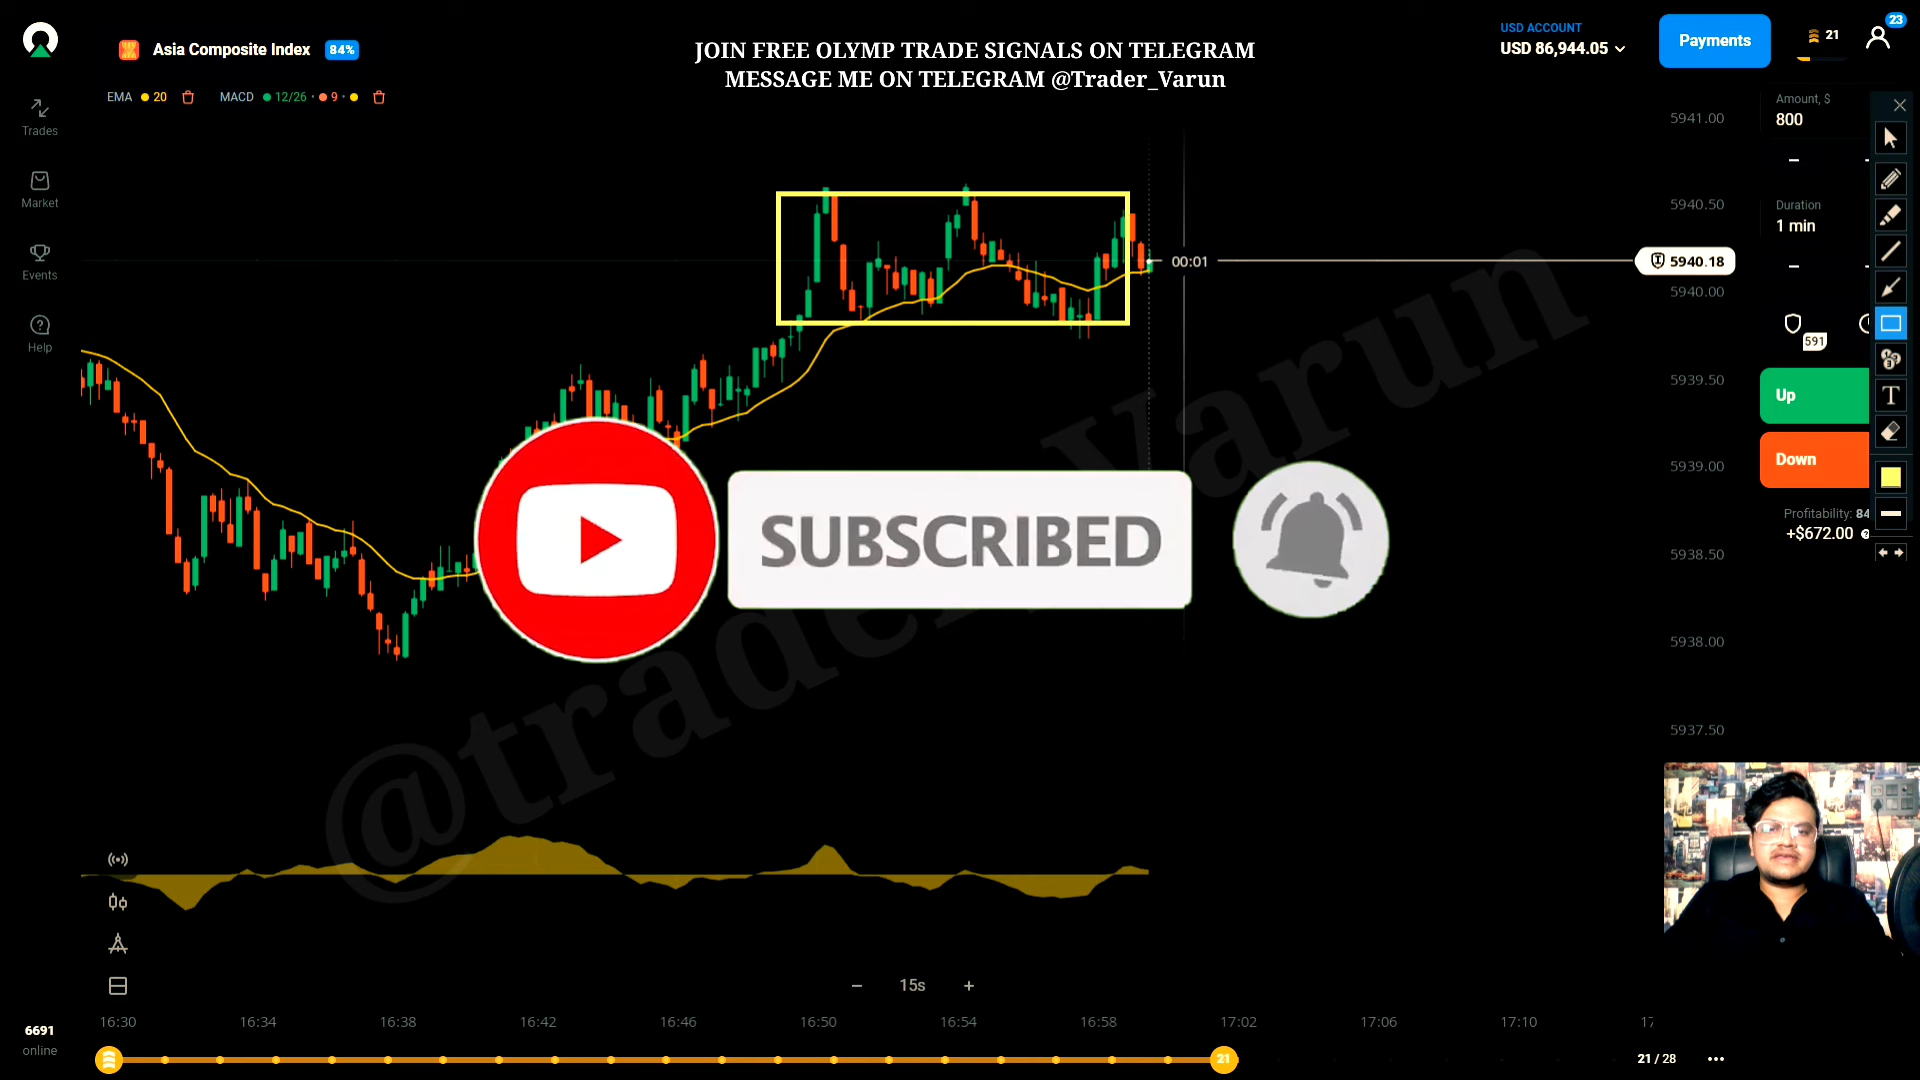 Asia Composite Index 84%
JOIN FREE OLYMP TRADE SIGNALS ON TELEGRAM
MESSAGE ME ON TELEGRAM @Trader_Varun
USD ACCOUNT
USD 86,944.05
Payments
21
23
EMA 20
MACD 12/26 · 9 ·
Trades
Market
Events
Help
Amount, $
800
Duration
1 min
591
Up
Down
Profitability: 84
+$672.00
5941.00
5940.50
5940.18
5940.00
5939.50
5939.00
5938.50
5938.00
5937.50
00:01
T
SUBSCRIBED
@trader_varun
− 15s +
16:30 16:34 16:38 16:42 16:46 16:50 16:54 16:58 17:02 17:06 17:10
6691
online
21
21 / 28